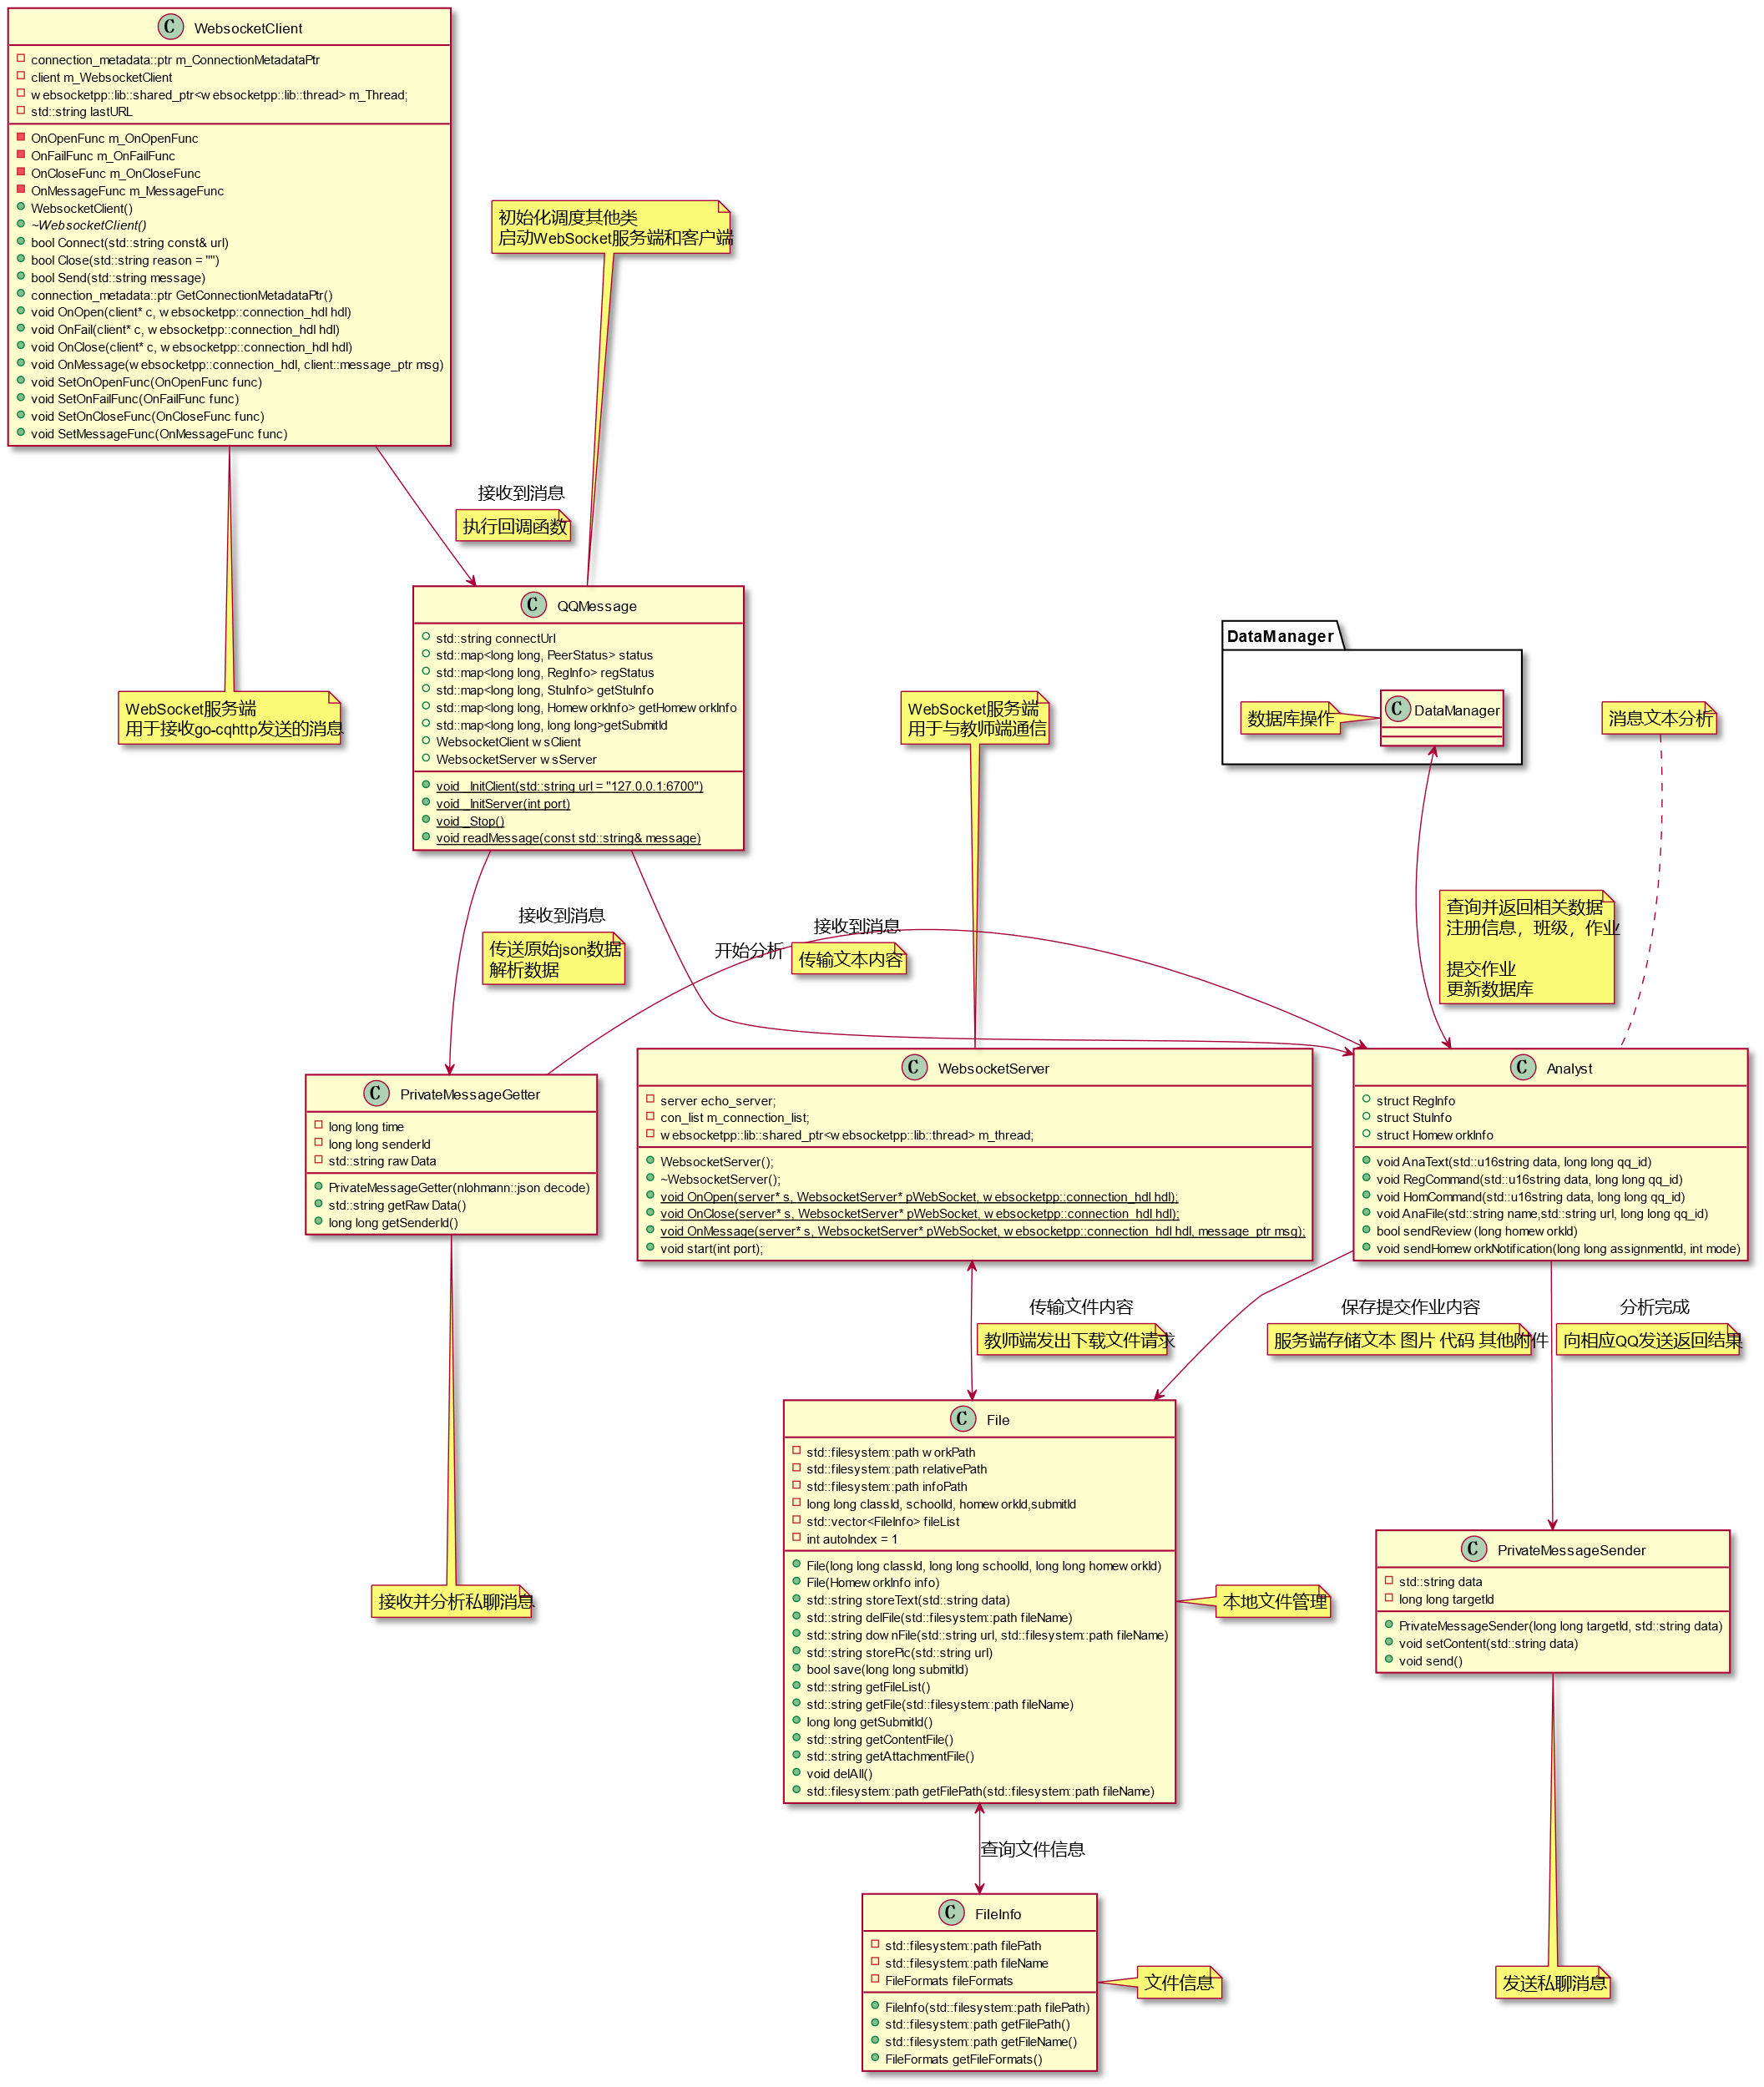 WebsocketClient
connection_metadata::ptr m_ConnectionMetadataPtr
client m_WebsocketClient
websocketpp::lib::shared_ptr<websocketpp::lib::thread> m_Thread;
std::string lastURL
OnOpenFunc m_OnOpenFunc
OnFailFunc m_OnFailFunc
OnCloseFunc m_OnCloseFunc
OnMessageFunc m_MessageFunc
WebsocketClient()
~WebsocketClient()
bool Connect(std::string const& url)
bool Close(std::string reason = "")
bool Send(std::string message)
connection_metadata::ptr GetConnectionMetadataPtr()
void OnOpen(client* c, websocketpp::connection_hdl hdl)
void OnFail(client* c, websocketpp::connection_hdl hdl)
void OnClose(client* c, websocketpp::connection_hdl hdl)
void OnMessage(websocketpp::connection_hdl, client::message_ptr msg)
void SetOnOpenFunc(OnOpenFunc func)
void SetOnFailFunc(OnFailFunc func)
void SetOnCloseFunc(OnCloseFunc func)
void SetMessageFunc(OnMessageFunc func)
初始化调度其他类
启动WebSocket服务端和客户端
接收到消息
执行回调函数
WebSocket服务端
用于接收go-cqhttp发送的消息
QQMessage
std::string connectUrl
std::map<long long, PeerStatus> status
std::map<long long, RegInfo> regStatus
std::map<long long, StuInfo> getStuInfo
std::map<long long, HomeworkInfo> getHomeworkInfo
std::map<long long, long long>getSubmitId
WebsocketClient wsClient
WebsocketServer wsServer
void _InitClient(std::string url = "127.0.0.1:6700")
void _InitServer(int port)
void _Stop()
void readMessage(const std::string& message)
WebSocket服务端
用于与教师端通信
DataManager
数据库操作
DataManager
消息文本分析
接收到消息
传送原始json数据
解析数据
开始分析
接收到消息
传输文本内容
查询并返回相关数据
注册信息，班级，作业
提交作业
更新数据库
PrivateMessageGetter
long long time
long long senderId
std::string rawData
PrivateMessageGetter(nlohmann::json decode)
std::string getRawData()
long long getSenderId()
WebsocketServer
server echo_server;
con_list m_connection_list;
websocketpp::lib::shared_ptr<websocketpp::lib::thread> m_thread;
WebsocketServer();
~WebsocketServer();
void OnOpen(server* s, WebsocketServer* pWebSocket, websocketpp::connection_hdl hdl);
void OnClose(server* s, WebsocketServer* pWebSocket, websocketpp::connection_hdl hdl);
void OnMessage(server* s, WebsocketServer* pWebSocket, websocketpp::connection_hdl hdl, message_ptr msg);
void start(int port);
Analyst
struct RegInfo
struct StuInfo
struct HomeworkInfo
void AnaText(std::u16string data, long long qq_id)
void RegCommand(std::u16string data, long long qq_id)
void HomCommand(std::u16string data, long long qq_id)
void AnaFile(std::string name,std::string url, long long qq_id)
bool sendReview(long homeworkId)
void sendHomeworkNotification(long long assignmentId, int mode)
传输文件内容
教师端发出下载文件请求
保存提交作业内容
服务端存储文本 图片 代码 其他附件
分析完成
向相应QQ发送返回结果
File
std::filesystem::path workPath
std::filesystem::path relativePath
std::filesystem::path infoPath
long long classId, schoolId, homeworkId,submitId
std::vector<FileInfo> fileList
int autoIndex = 1
File(long long classId, long long schoolId, long long homeworkId)
File(HomeworkInfo info)
std::string storeText(std::string data)
std::string delFile(std::filesystem::path fileName)
std::string downFile(std::string url, std::filesystem::path fileName)
std::string storePic(std::string url)
bool save(long long submitId)
std::string getFileList()
std::string getFile(std::filesystem::path fileName)
long long getSubmitId()
std::string getContentFile()
std::string getAttachmentFile()
void delAll()
std::filesystem::path getFilePath(std::filesystem::path fileName)
本地文件管理
接收并分析私聊消息
PrivateMessageSender
std::string data
long long targetId
PrivateMessageSender(long long targetId, std::string data)
void setContent(std::string data)
void send()
查询文件信息
FileInfo
std::filesystem::path filePath
std::filesystem::path fileName
FileFormats fileFormats
FileInfo(std::filesystem::path filePath)
std::filesystem::path getFilePath()
std::filesystem::path getFileName()
FileFormats getFileFormats()
文件信息
发送私聊消息